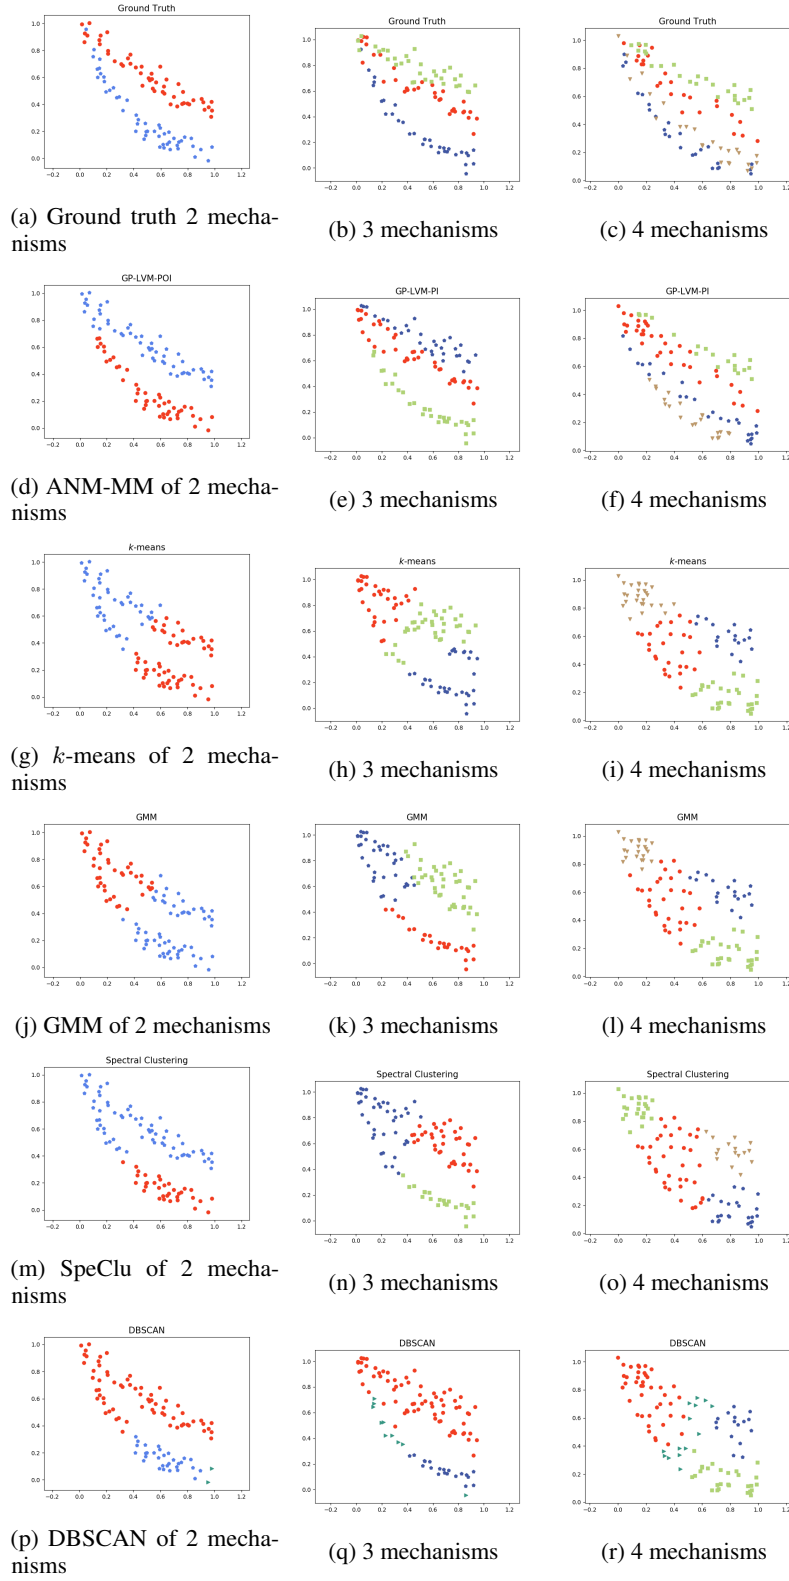 Ground Truth
Ground Truth
Ground Truth
(a) Ground truth 2 mecha-
nisms
(b) 3 mechanisms
(c) 4 mechanisms
GP-LVM-POI
GP-LVM-PI
GP-LVM-PI
(d) ANM-MM of 2 mecha-
nisms
(e) 3 mechanisms
(f) 4 mechanisms
k-means
k-means
k-means
(g) k-means of 2 mecha-
nisms
(h) 3 mechanisms
(i) 4 mechanisms
GMM
GMM
GMM
(j) GMM of 2 mechanisms
(k) 3 mechanisms
(l) 4 mechanisms
Spectral Clustering
Spectral Clustering
Spectral Clustering
(m) SpeClu of 2 mecha-
nisms
(n) 3 mechanisms
(o) 4 mechanisms
DBSCAN
DBSCAN
DBSCAN
(p) DBSCAN of 2 mecha-
nisms
(q) 3 mechanisms
(r) 4 mechanisms